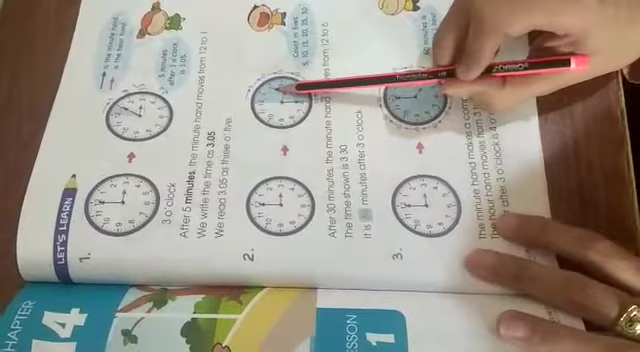 CHAPTER
14
LESSON
1
LET'S LEARN
1.
is the minute hand
is the hour hand
5 minutes
after 3 o'clock
is 3.05
3 o'clock
After 5 minutes, the minute hand moves from 12 to 1
We write the time as 3.05
We read 3.05 as three o' five.
2.
Count in fives
5, 10, 15, 20, 25, 30
After 30 minutes, the minute hand moves from 12 to 6
The time shown is 3.30
It is 30 minutes after 3 o'clock
3.
60 minutes is
hour
The minute hand makes a com
The hour hand moves from 3
after 3 o'clock is 4 o'